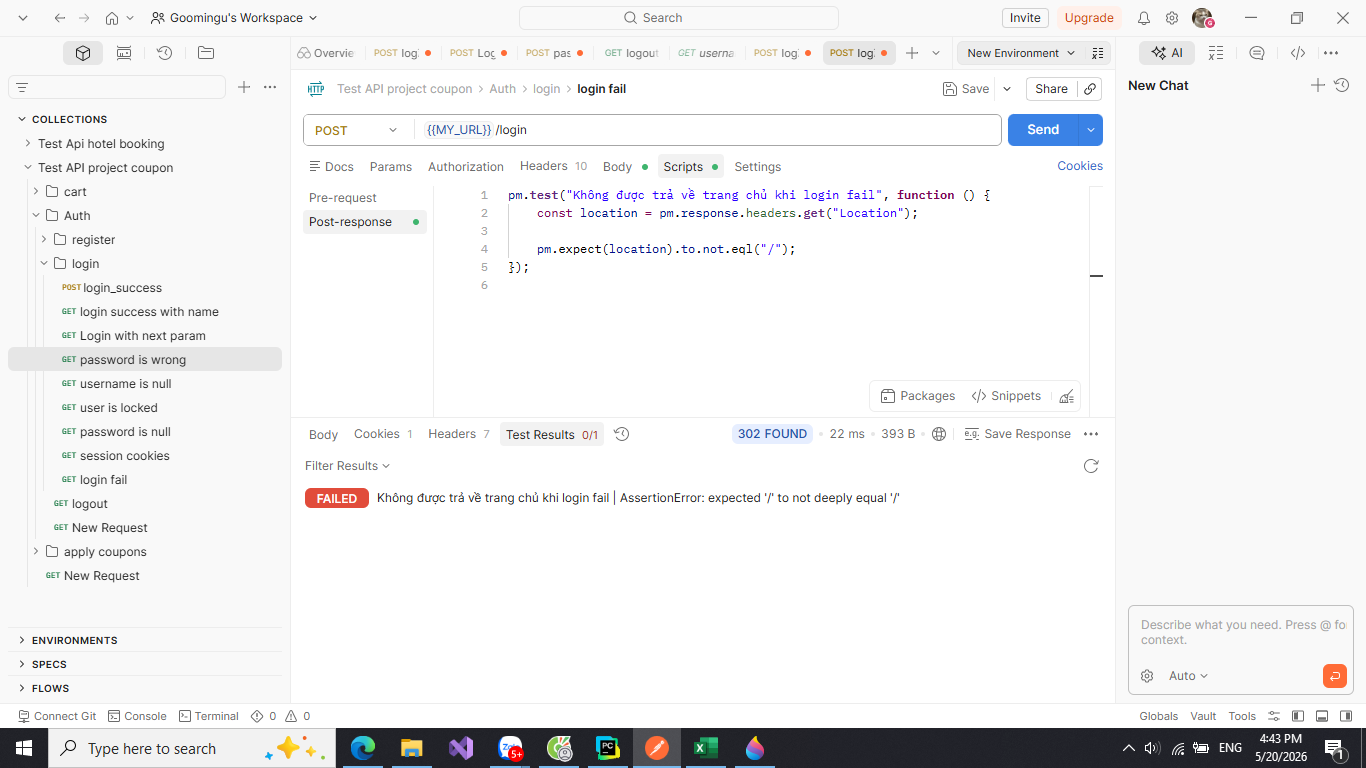 Goomingu's Workspace
Search
Invite
Upgrade
Overvie
POST log
POST Log
POST pas
GET logout
GET userna
POST log
POST log
New Environment
AI
COLLECTIONS
Test Api hotel booking
Test API project coupon
cart
Auth
register
login
POST login_success
GET login success with name
GET Login with next param
GET password is wrong
GET username is null
GET user is locked
GET password is null
GET session cookies
GET login fail
GET logout
GET New Request
apply coupons
GET New Request
ENVIRONMENTS
SPECS
FLOWS
HTTP Test API project coupon > Auth > login > login fail
Save
Share
POST {{MY_URL}} /login
Send
Docs Params Authorization Headers 10 Body Scripts Settings
Cookies
Pre-request
Post-response
1 pm.test("Không được trả về trang chủ khi login fail", function () {
2 const location = pm.response.headers.get("Location");
3
4 pm.expect(location).to.not.eql("/");
5 });
6
Packages </> Snippets
Body Cookies 1 Headers 7 Test Results 0/1
302 FOUND • 22 ms • 393 B
e.g. Save Response
Filter Results
FAILED Không được trả về trang chủ khi login fail | AssertionError: expected '/' to not deeply equal '/'
New Chat
Describe what you need. Press @ fo
context.
Auto
Connect Git Console Terminal 0 0
Globals Vault Tools
Type here to search
5+
PC
ENG
4:43 PM
5/20/2026
1